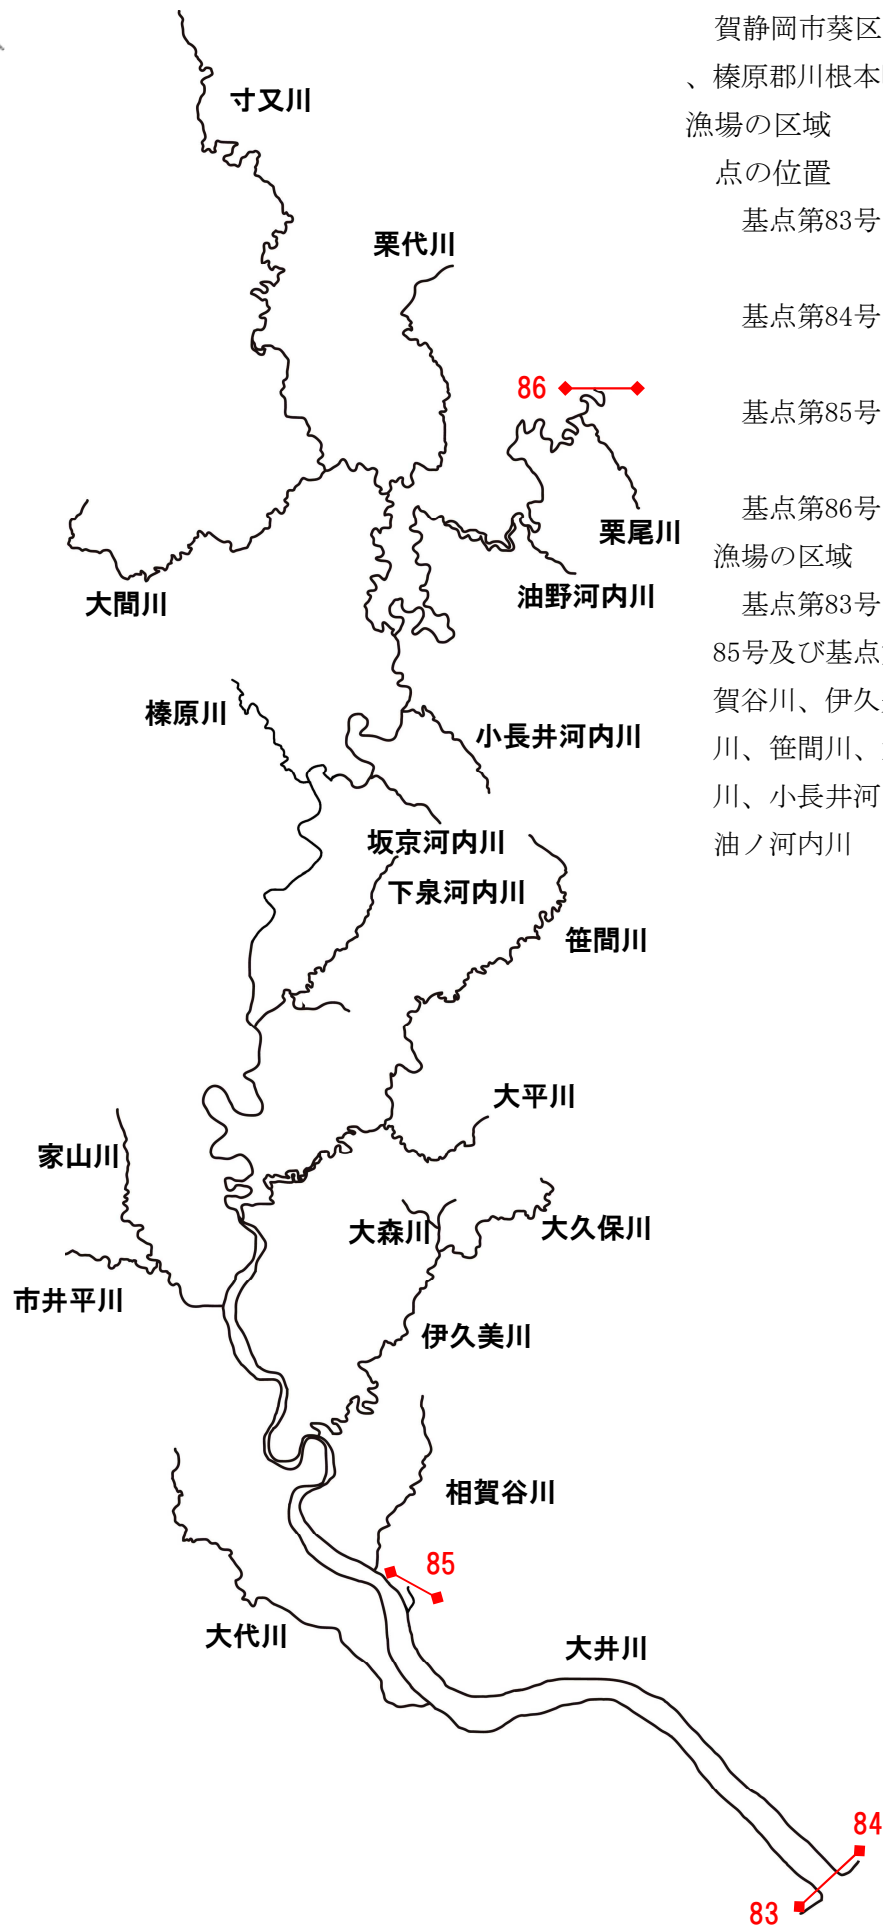 賀静岡市葵区
、榛原郡川根本
漁場の区域
点の位置
基点第83号
基点第84号
基点第85号
基点第86号
漁場の区域
基点第83号
85号及び基点
賀谷川、伊久
川、笹間川、
川、小長井河
油ノ河内川
寸又川
栗代川
86
栗尾川
油野河内川
大間川
榛原川
小長井河内川
坂京河内川
下泉河内川
笹間川
大平川
家山川
大森川
大久保川
市井平川
伊久美川
相賀谷川
85
大代川
大井川
84
83